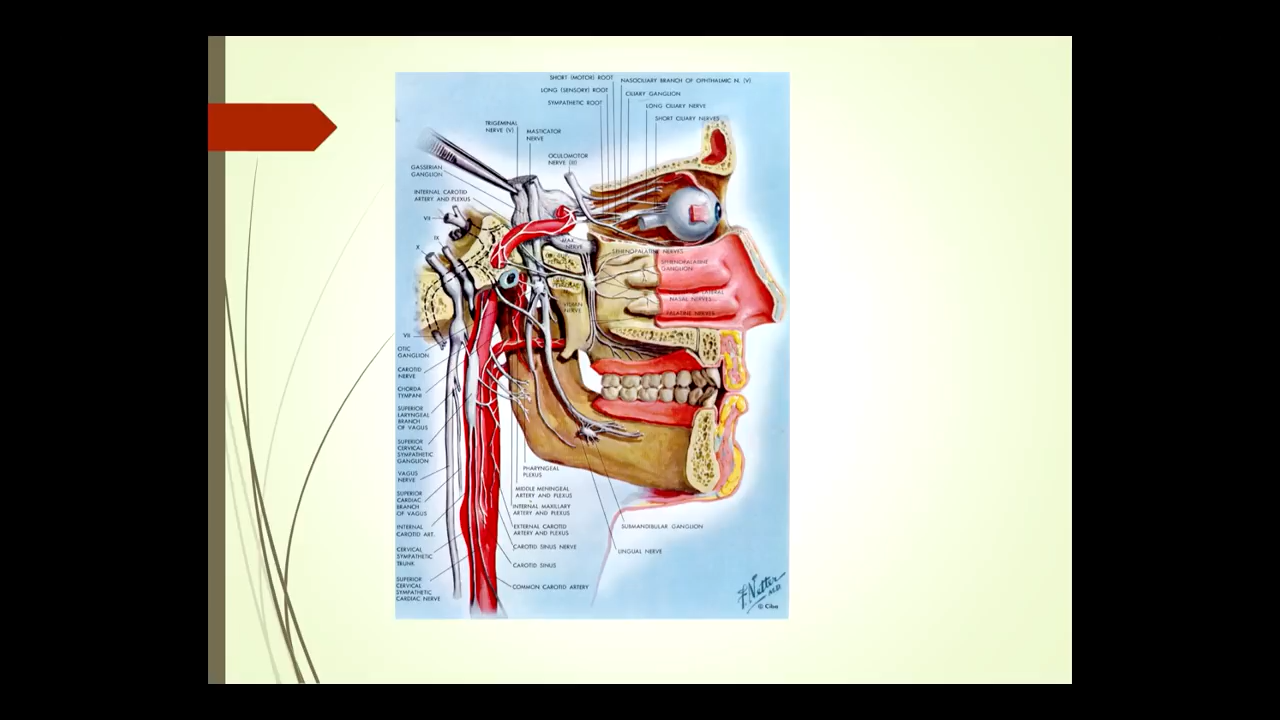 SHORT (MOTOR) ROOT
NASOCILIARY BRANCH OF OPHTHALMIC N. (V)
LONG (SENSORY) ROOT
CILIARY GANGLION
SYMPATHETIC ROOT
LONG CILIARY NERVE
SHORT CILIARY NERVES
TRIGEMINAL
NERVE (V)
MASTICATOR
NERVE
OCULOMOTOR
NERVE (III)
GASSERIAN
GANGLION
INTERNAL CAROTID
ARTERY AND PLEXUS
VII
IX
X
MAX.
NERVE
SPHENOPALATINE NERVES
SPHENOPALATINE
GANGLION
LATERAL
NASAL NERVES
VIDIAN
NERVE
PALATINE NERVES
VII
OTIC
GANGLION
CAROTID
NERVE
CHORDA
TYMPANI
SUPERIOR
LARYNGEAL
BRANCH
OF VAGUS
SUPERIOR
CERVICAL
SYMPATHETIC
GANGLION
VAGUS
NERVE
SUPERIOR
CARDIAC
BRANCH
OF VAGUS
INTERNAL
CAROTID ART.
CERVICAL
SYMPATHETIC
TRUNK
SUPERIOR
CERVICAL
SYMPATHETIC
CARDIAC NERVE
PHARYNGEAL
PLEXUS
MIDDLE MENINGEAL
ARTERY AND PLEXUS
INTERNAL MAXILLARY
ARTERY AND PLEXUS
EXTERNAL CAROTID
ARTERY AND PLEXUS
CAROTID SINUS NERVE
CAROTID SINUS
COMMON CAROTID ARTERY
SUBMANDIBULAR GANGLION
LINGUAL NERVE
F. Netter
M.D.
© Ciba